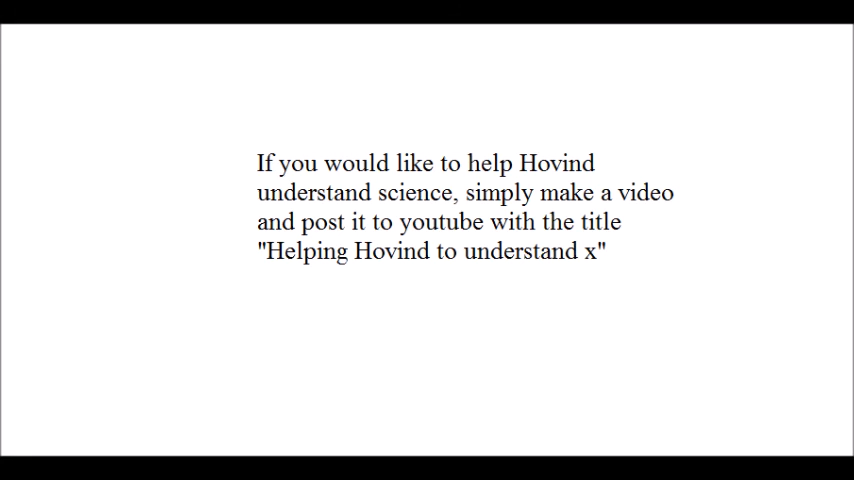 If you would like to help Hovind
understand science, simply make a video
and post it to youtube with the title
"Helping Hovind to understand x"